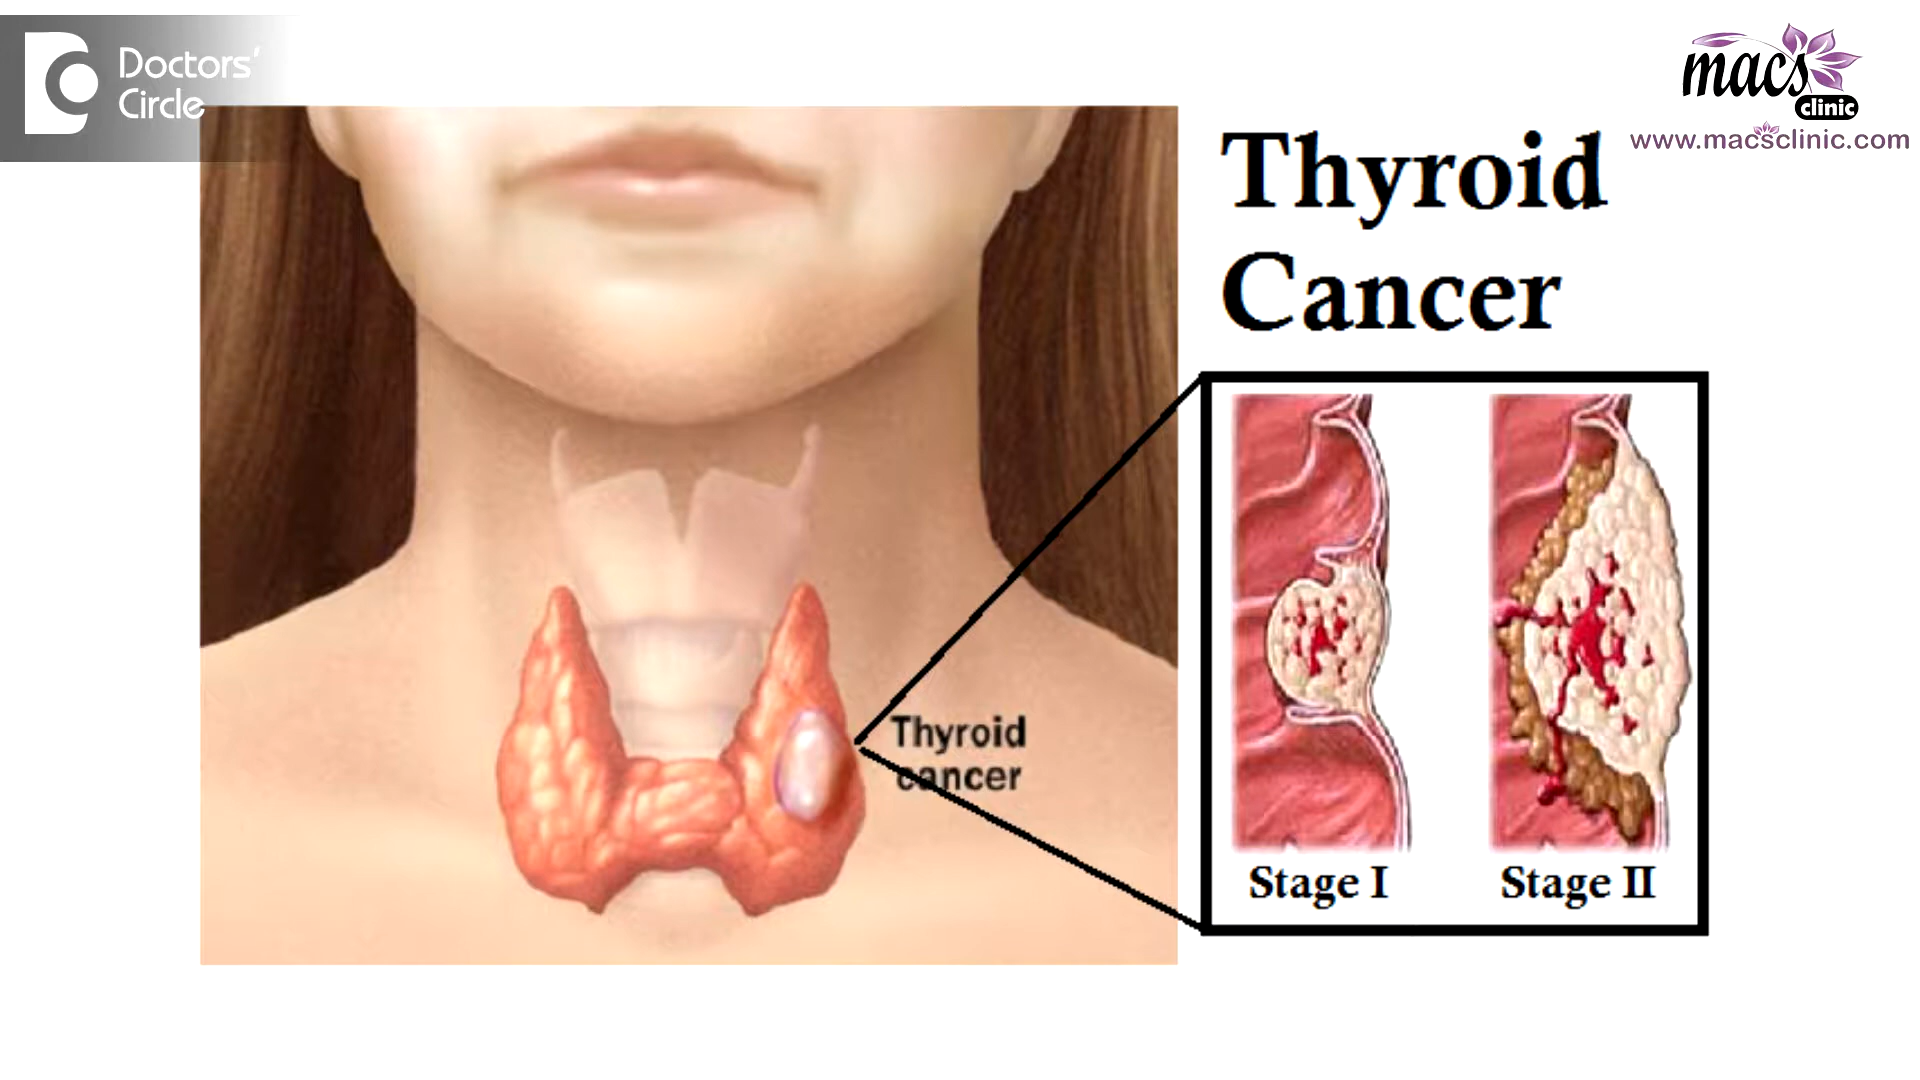 Doctors'
Circle
macs
clinic
www.macsclinic.com
Thyroid
Cancer
Thyroid
cancer
Stage I
Stage II